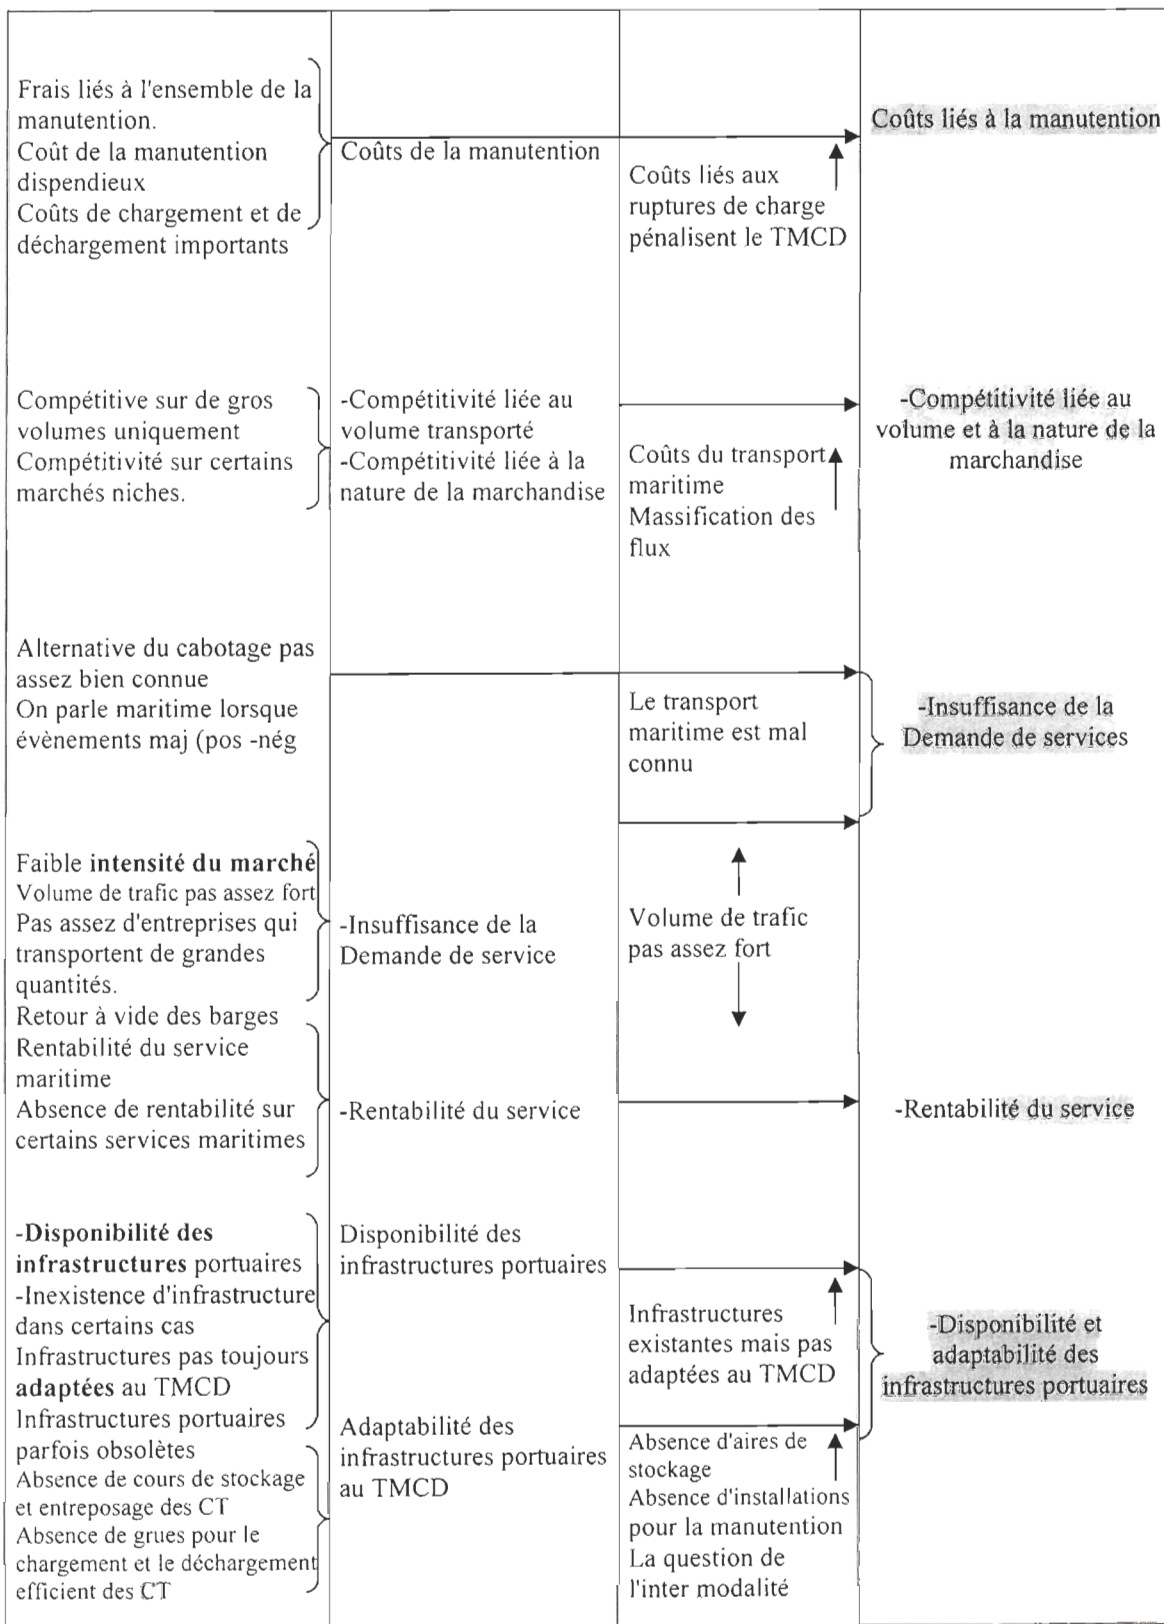 Frais liés à l'ensemble de la
manutention.
Coût de la manutention
dispendieux
Coûts de chargement et de
déchargement importants
Coûts de la manutention
Coûts liés aux
ruptures de charge
pénalisent le TMCD
Coûts liés à la manutention
Compétitive sur de gros
volumes uniquement
Compétitivité sur certains
marchés niches.
-Compétitivité liée au
volume transporté
-Compétitivité liée à la
nature de la marchandise
Coûts du transport
maritime
Massification des
flux
-Compétitivité liée au
volume et à la nature de la
marchandise
Alternative du cabotage pas
assez bien connue
On parle maritime lorsque
évènements maj (pos -nég
Le transport
maritime est mal
connu
-Insuffisance de la
Demande de services
Faible intensité du marché
Volume de trafic pas assez fort
Pas assez d'entreprises qui
transportent de grandes
quantités.
-Insuffisance de la
Demande de service
Volume de trafic
pas assez fort
Retour à vide des barges
Rentabilité du service
maritime
Absence de rentabilité sur
certains services maritimes
-Rentabilité du service
-Rentabilité du service
-Disponibilité des
infrastructures portuaires
-Inexistence d'infrastructure
dans certains cas
Infrastructures pas toujours
adaptées au TMCD
Infrastructures portuaires
parfois obsolètes
Absence de cours de stockage
et entreposage des CT
Absence de grues pour le
chargement et le déchargement
efficient des CT
Disponibilité des
infrastructures portuaires
Adaptabilité des
infrastructures portuaires
au TMCD
Infrastructures
existantes mais pas
adaptées au TMCD
Absence d'aires de
stockage
Absence d'installations
pour la manutention
La question de
l'inter modalité
-Disponibilité et
adaptabilité des
infrastructures portuaires